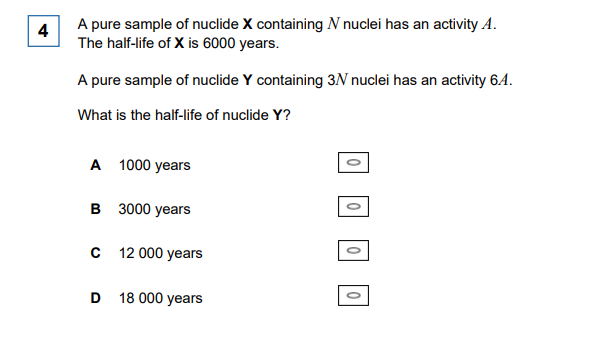 4
A pure sample of nuclide X containing N nuclei has an activity A.
The half-life of X is 6000 years.
A pure sample of nuclide Y containing 3N nuclei has an activity 6A.
What is the half-life of nuclide Y?
A 1000 years
B 3000 years
C 12 000 years
D 18 000 years